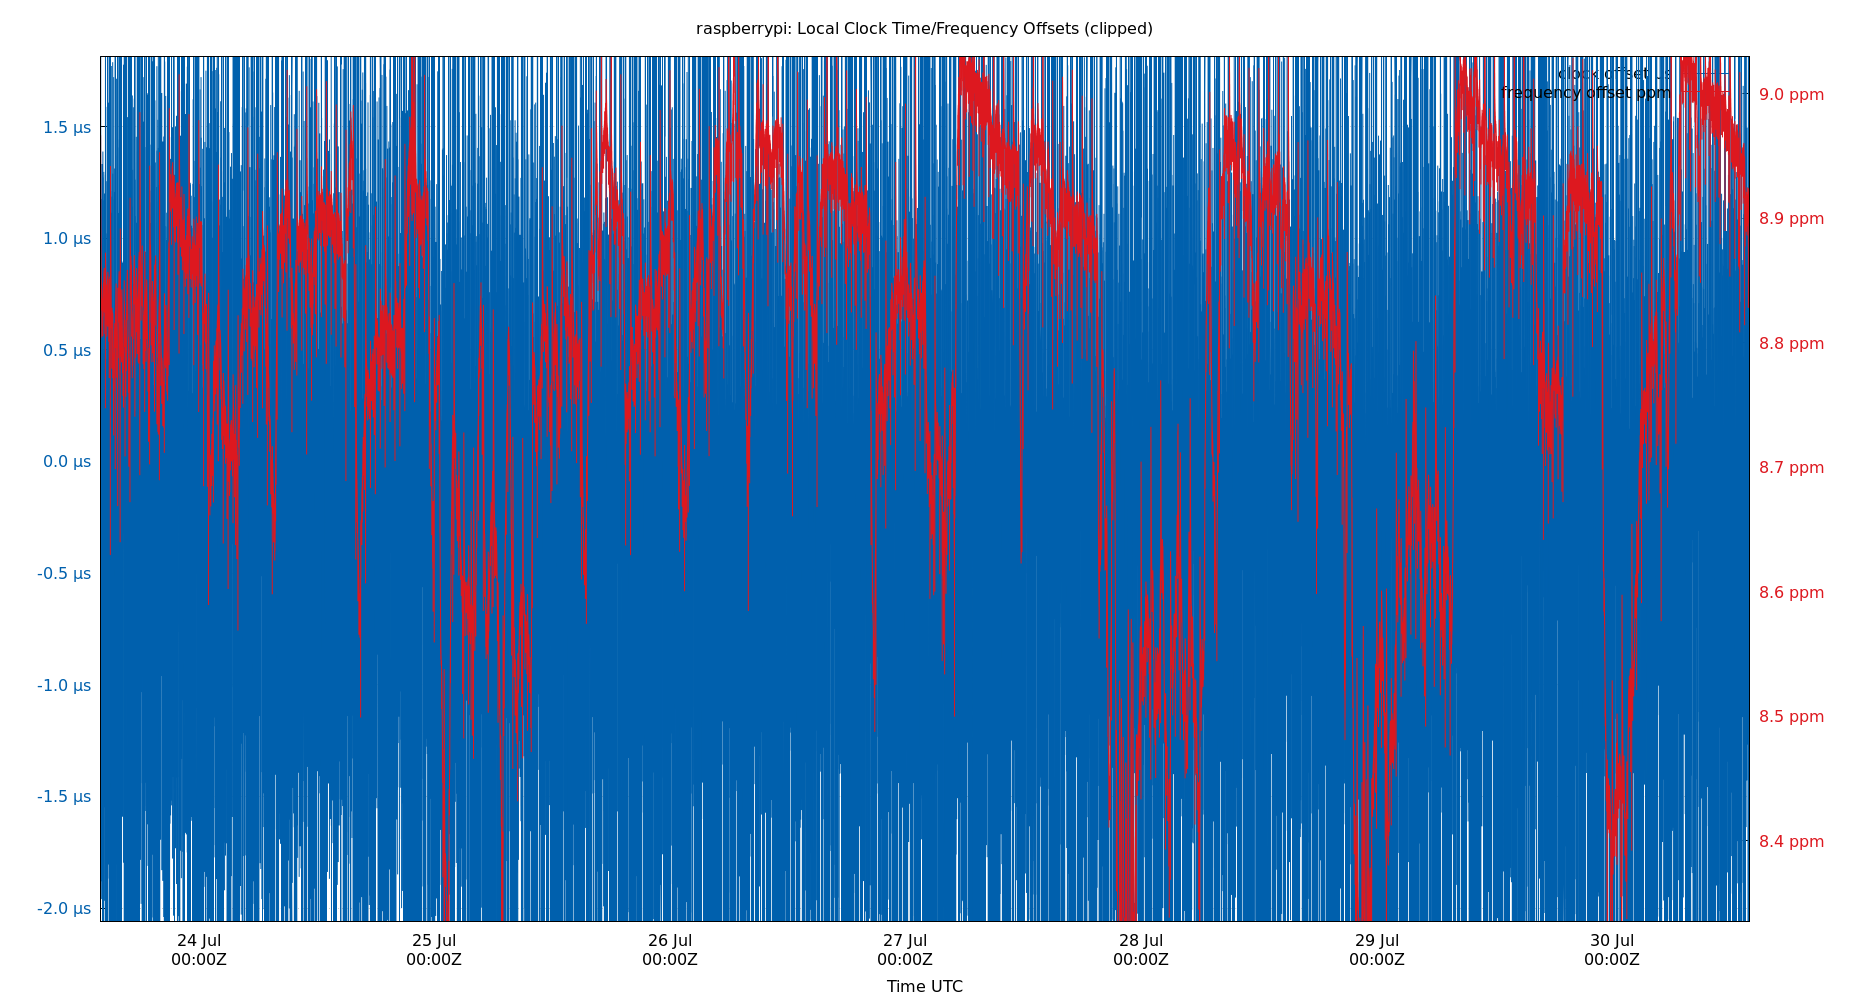 raspberrypi: Local Clock Time/Frequency Offsets (clipped)
clock offset us
frequency offset ppm
1.5 µs
1.0 µs
0.5 µs
0.0 µs
-0.5 µs
-1.0 µs
-1.5 µs
-2.0 µs
9.0 ppm
8.9 ppm
8.8 ppm
8.7 ppm
8.6 ppm
8.5 ppm
8.4 ppm
24 Jul
00:00Z
25 Jul
00:00Z
26 Jul
00:00Z
27 Jul
00:00Z
28 Jul
00:00Z
29 Jul
00:00Z
30 Jul
00:00Z
Time UTC